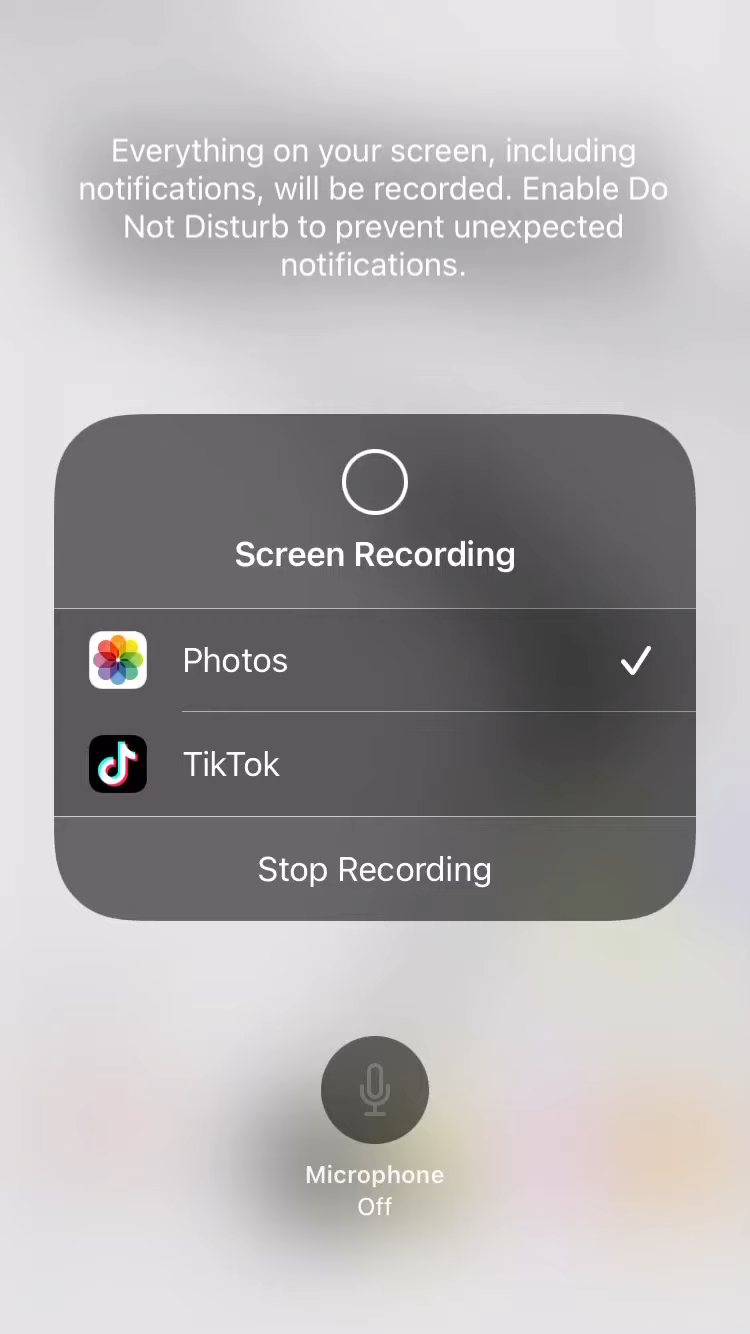 Everything on your screen, including
notifications, will be recorded. Enable Do
Not Disturb to prevent unexpected
notifications.
Screen Recording
Photos
TikTok
Stop Recording
Microphone
Off